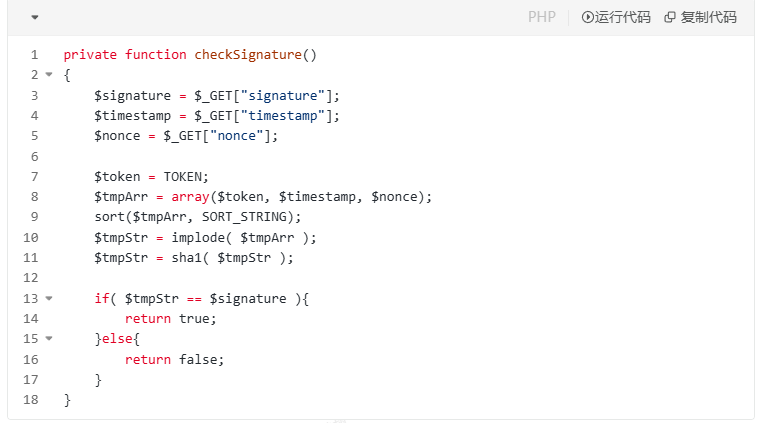 PHP 运行代码 复制代码
1 private function checkSignature()
2 {
3     $signature = $_GET["signature"];
4     $timestamp = $_GET["timestamp"];
5     $nonce = $_GET["nonce"];
6
7     $token = TOKEN;
8     $tmpArr = array($token, $timestamp, $nonce);
9     sort($tmpArr, SORT_STRING);
10     $tmpStr = implode( $tmpArr );
11     $tmpStr = sha1( $tmpStr );
12
13     if( $tmpStr == $signature ){
14         return true;
15     }else{
16         return false;
17     }
18 }